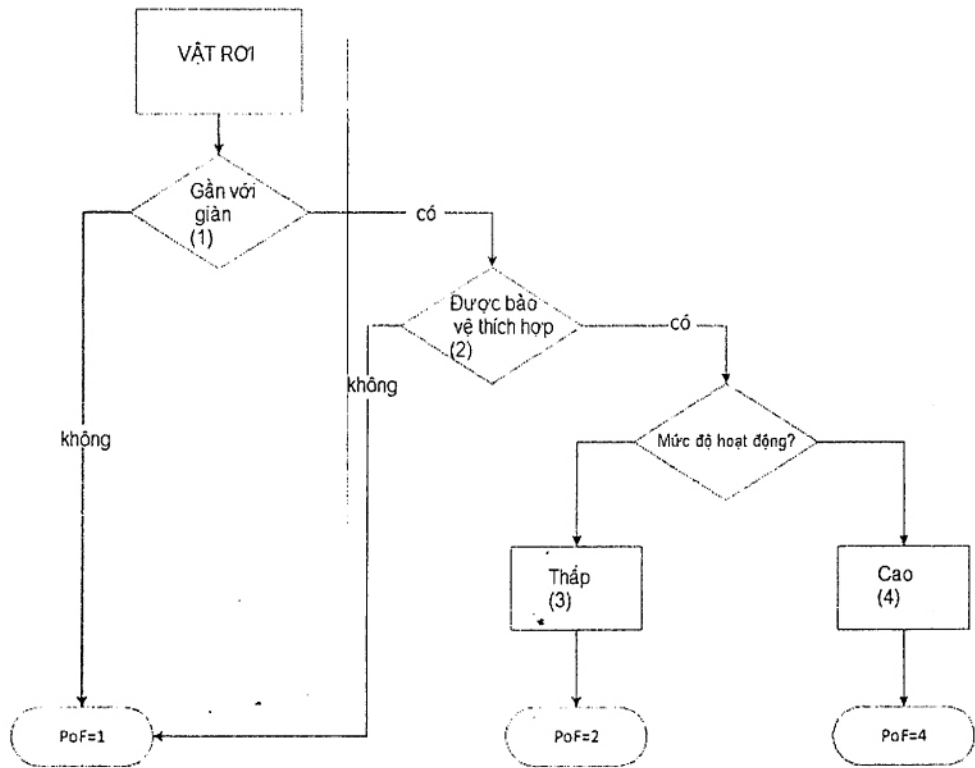 VẬT RƠI
Gần với
giàn
(1)
có
Được bảo
vệ thích hợp
(2)
có
không
không
Mức độ hoạt động?
Thấp
(3)
Cao
(4)
PoF=1
PoF=2
PoF=4